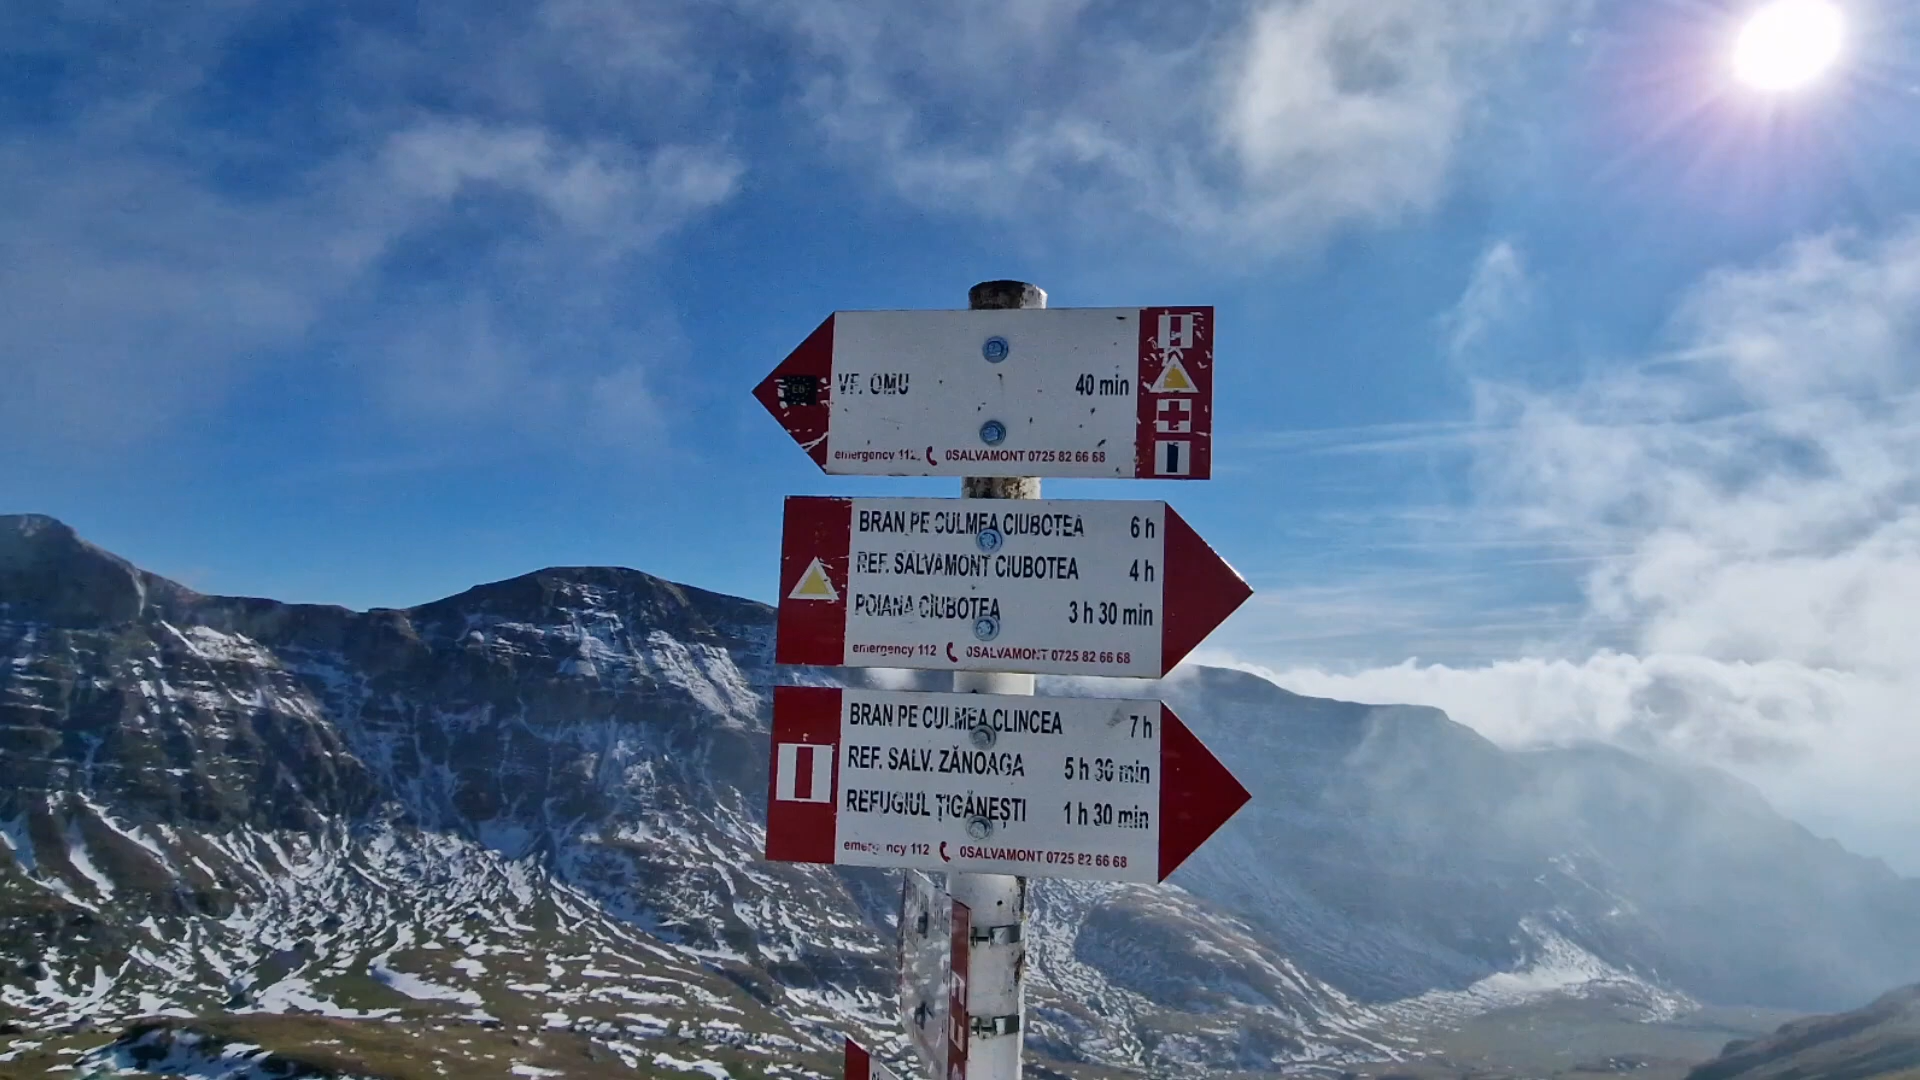 VF. OMU 40 min
emergency 112 0SALVAMONT 0725 82 66 68
BRAN PE CULMEA CIUBOTEA 6 h
REF. SALVAMONT CIUBOTEA 4 h
POIANA CIUBOTEA 3 h 30 min
emergency 112 0SALVAMONT 0725 82 66 68
BRAN PE CULMEA CLINCEA 7 h
REF. SALV. ZĂNOAGA 5 h 30 min
REFUGIUL ȚIGĂNEȘTI 1 h 30 min
emergency 112 0SALVAMONT 0725 82 66 68